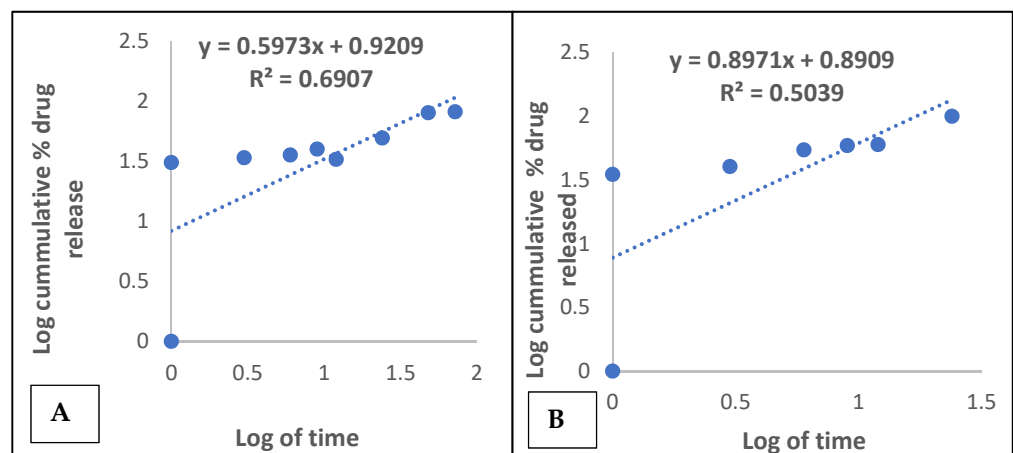 y = 0.5973x + 0.9209
R² = 0.6907
2.5
2
1.5
1
0.5
0
0
0.5
1
1.5
2
Log cummulative % drug
release
Log of time
A
y = 0.8971x + 0.8909
R² = 0.5039
2.5
2
1.5
1
0.5
0
0
0.5
1
1.5
Log cummulative % drug
released
Log of time
B